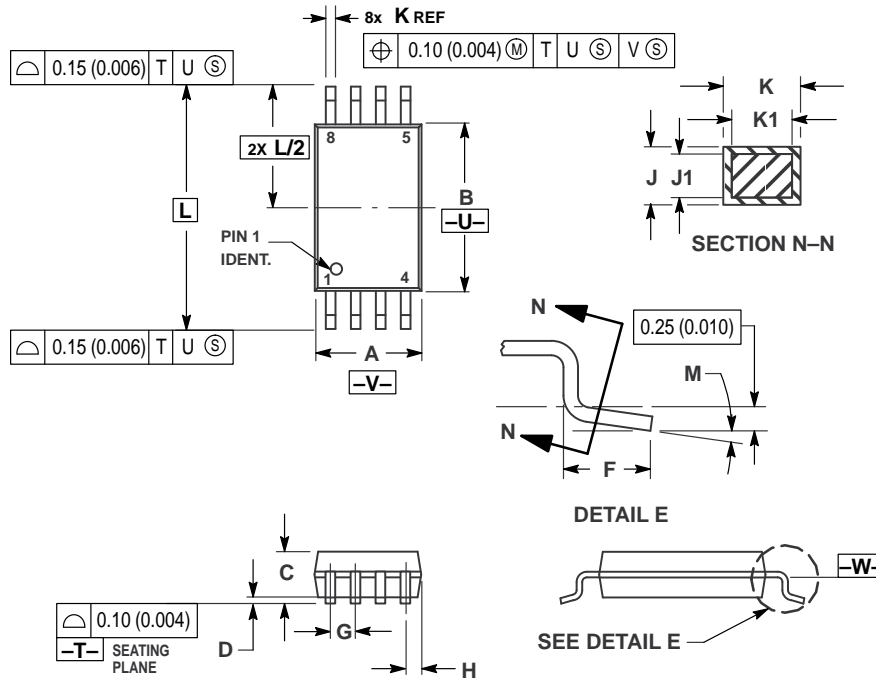 8x K REF
⌖ 0.10 (0.004) Ⓜ T U Ⓢ V Ⓢ
⌓ 0.15 (0.006) T U Ⓢ
K
K1
2X L/2
8 5
J J1
B
L
–U–
SECTION N–N
PIN 1
IDENT.
1 4
N
0.25 (0.010)
⌓ 0.15 (0.006) T U Ⓢ
A
M
–V–
N
F
DETAIL E
C
–W–
⌓ 0.10 (0.004)
–T– SEATING
PLANE
D
G
H
SEE DETAIL E